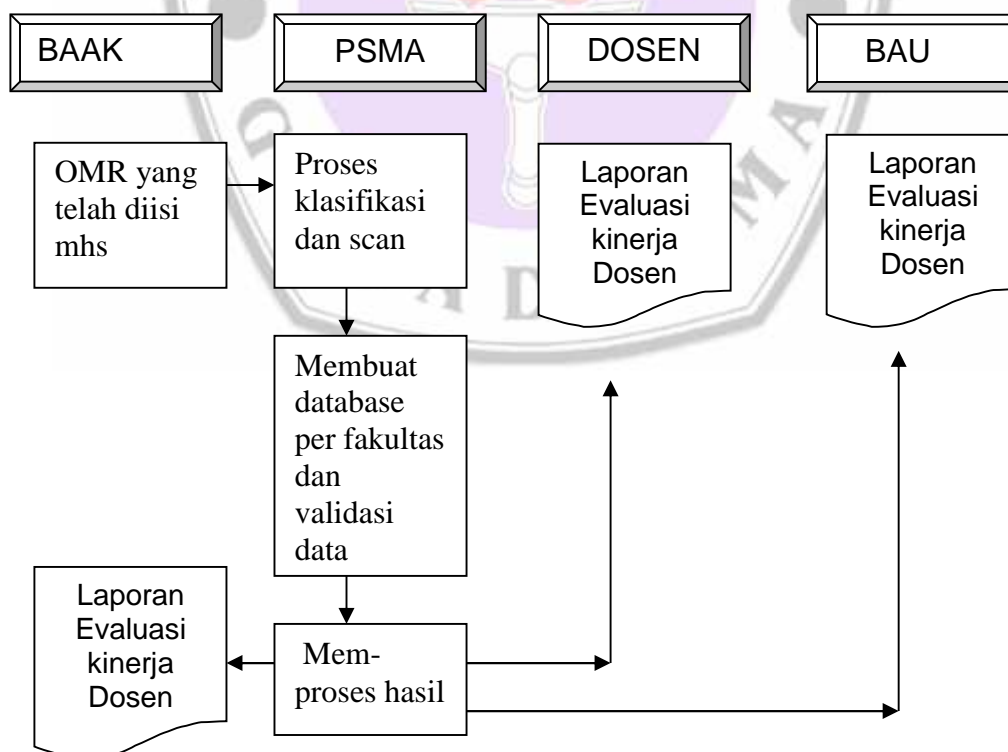 BAAK
PSMA
DOSEN
BAU
OMR yang
telah diisi
mhs
Proses
klasifikasi
dan scan
Laporan
Evaluasi
kinerja
Dosen
Laporan
Evaluasi
kinerja
Dosen
Membuat
database
per fakultas
dan
validasi
data
Laporan
Evaluasi
kinerja
Dosen
Mem-
proses hasil